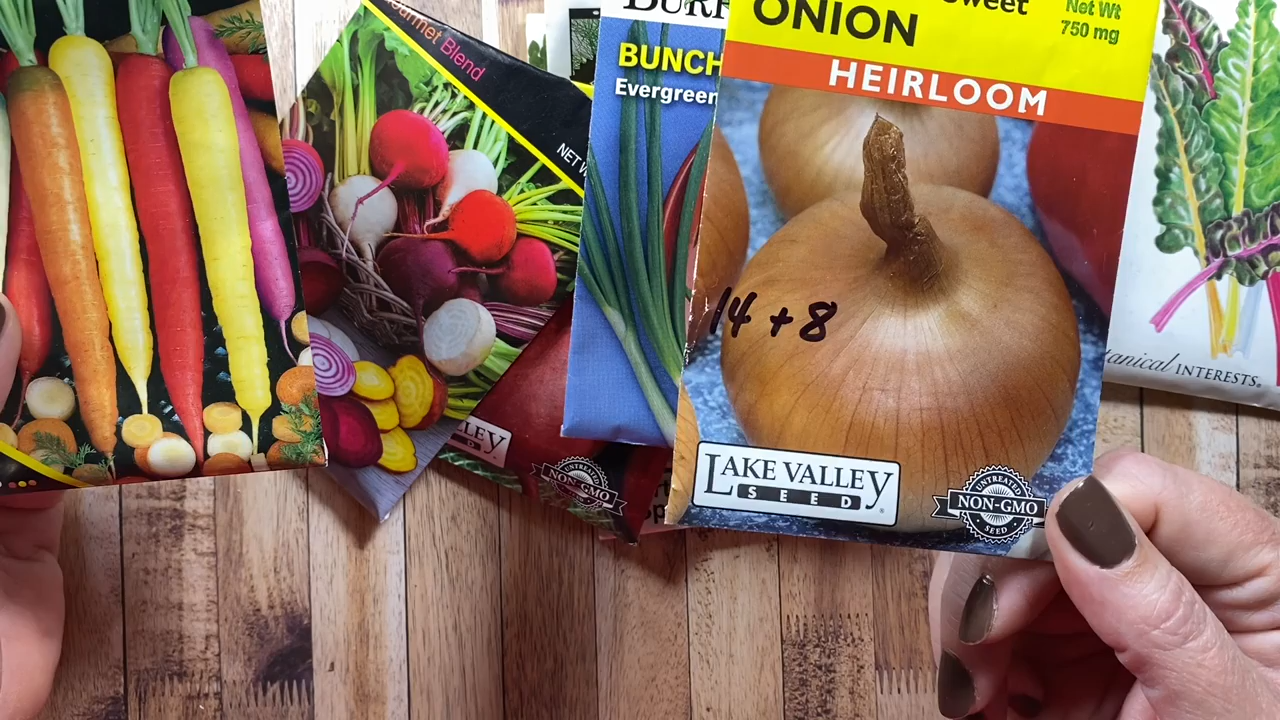 Gourmet Blend
NET W
LEY
UNTREATED
NON-GMO
SEED
BURP
BUNCH
Evergreen
Sweet
ONION
Net Wt
750 mg
HEIRLOOM
14 + 8
LAKE VALLEY
SEED
UNTREATED
NON-GMO
SEED
tanical INTERESTS®